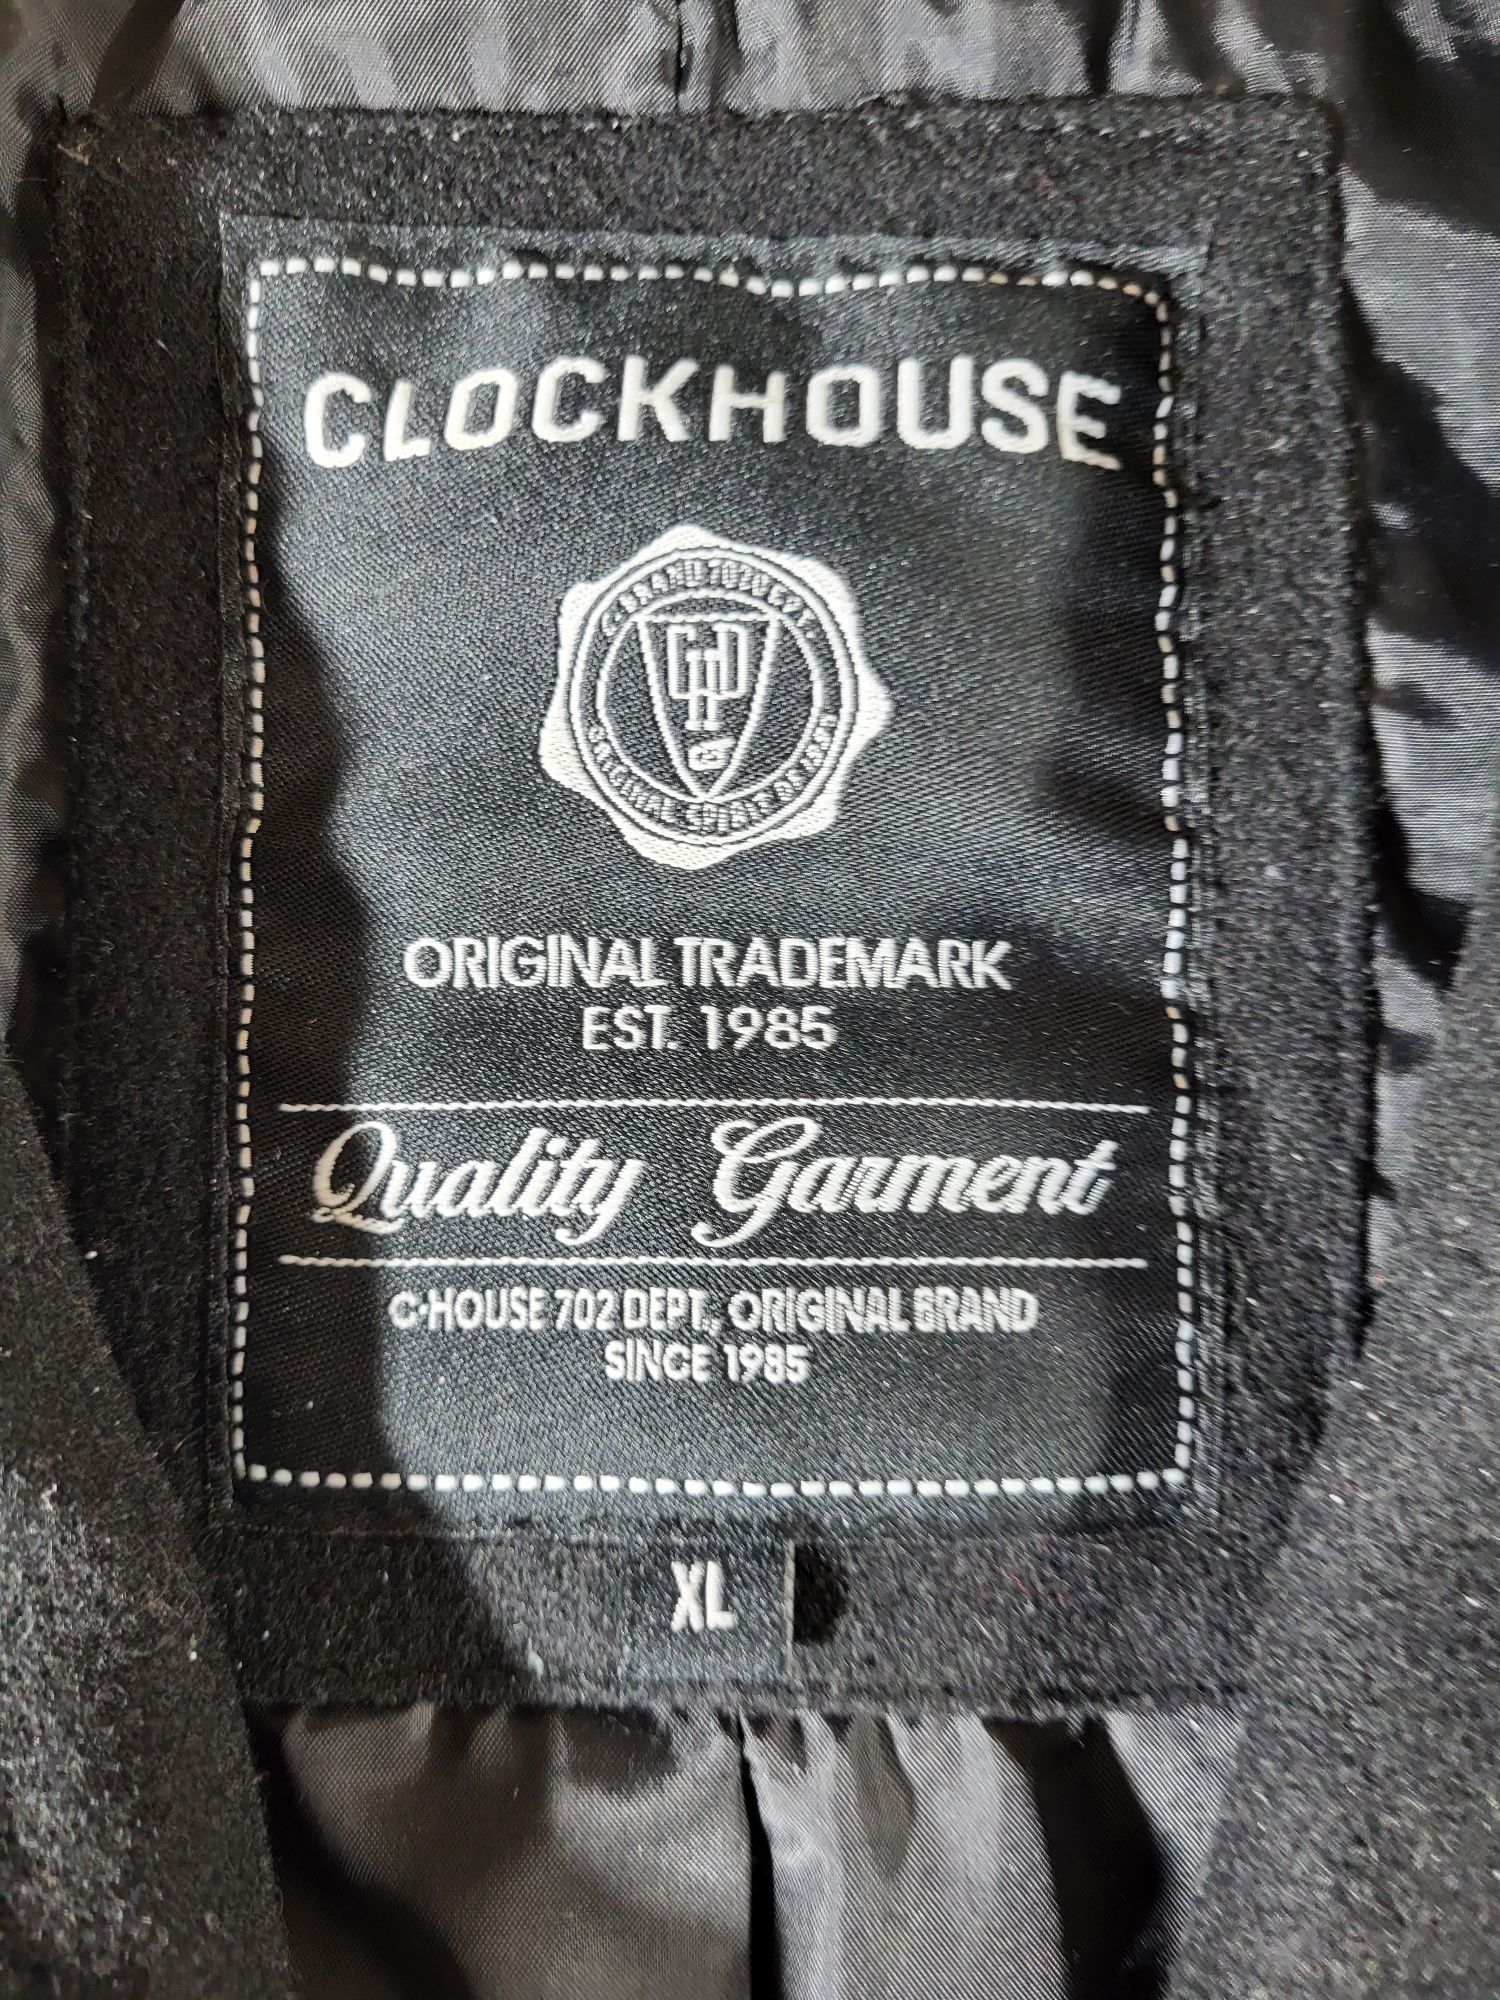 CLOCKHOUSE
ORIGINAL TRADEMARK
EST. 1985
Quality Garment
C-HOUSE 702 DEPT., ORIGINAL BRAND
SINCE 1985
XL